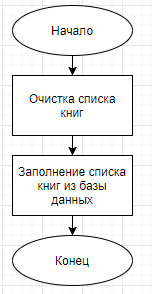 Начало
Очистка списка
книг
Заполнение списка
книг из базы
данных
Конец